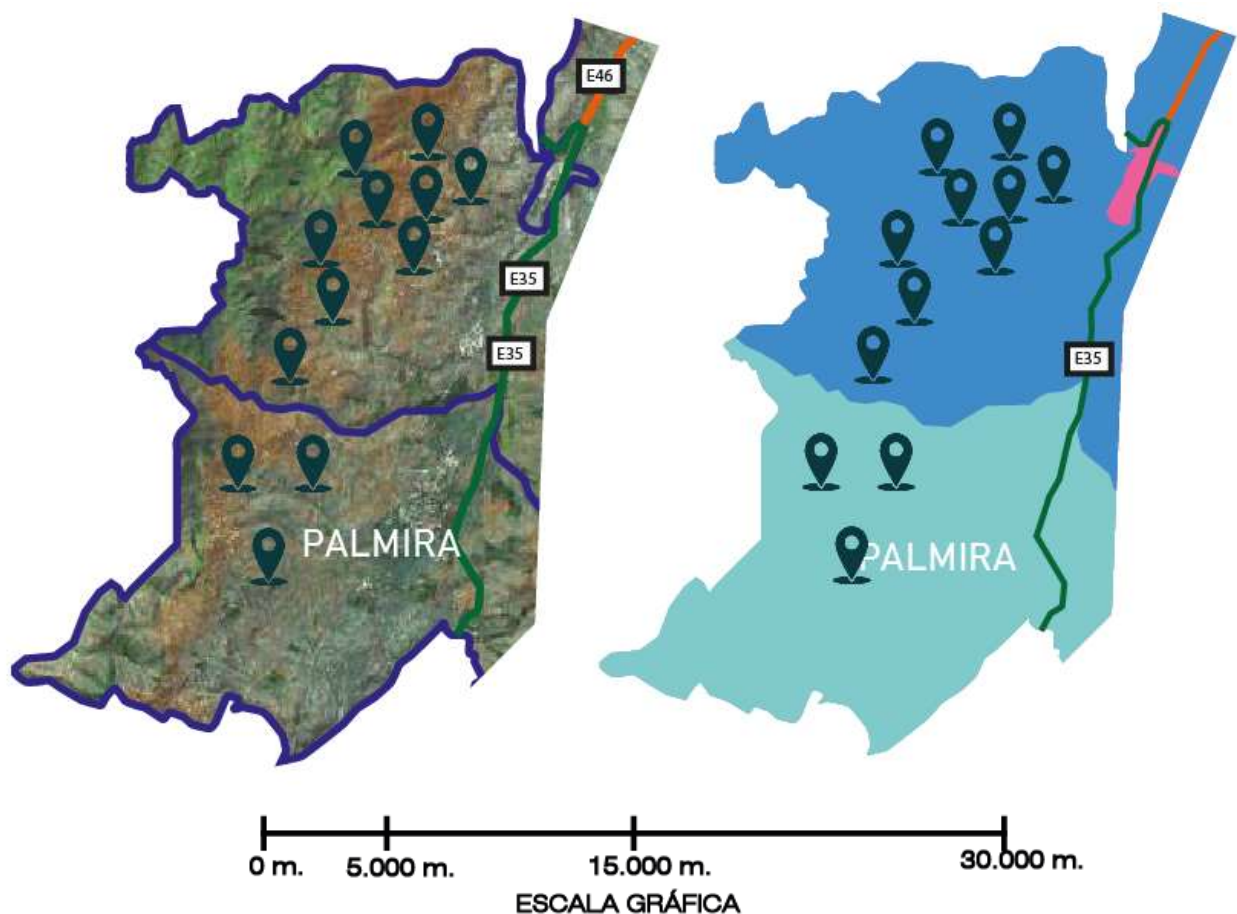 E46
E35
E35
E35
PALMIRA
PALMIRA
0 m.
5.000 m.
15.000 m.
30.000 m.
ESCALA GRÁFICA